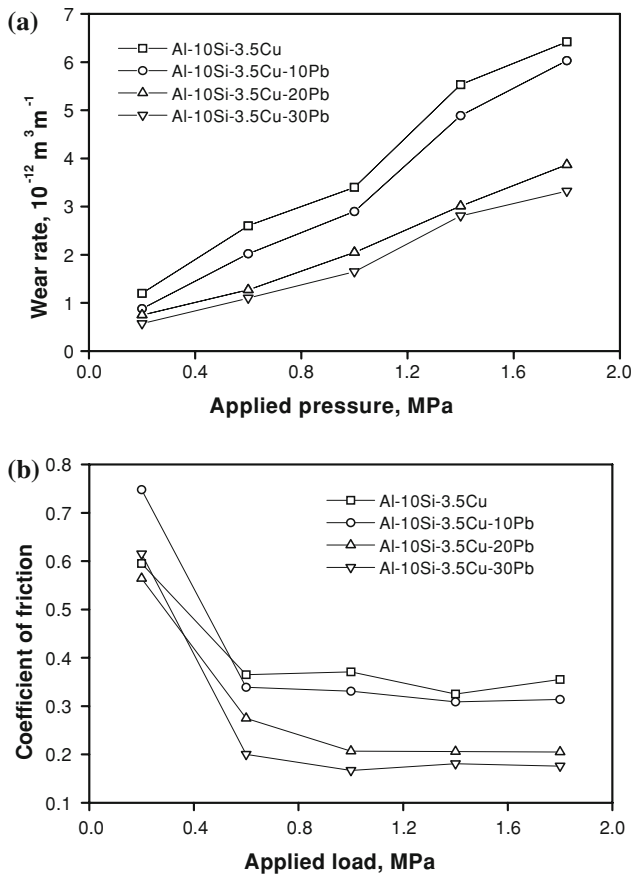 (a)
Al-10Si-3.5Cu
Al-10Si-3.5Cu-10Pb
Al-10Si-3.5Cu-20Pb
Al-10Si-3.5Cu-30Pb
7
6
5
4
3
2
1
0
Wear rate, 10⁻¹² m³m⁻¹
0.0 0.4 0.8 1.2 1.6 2.0
Applied pressure, MPa
(b)
Al-10Si-3.5Cu
Al-10Si-3.5Cu-10Pb
Al-10Si-3.5Cu-20Pb
Al-10Si-3.5Cu-30Pb
0.8
0.7
0.6
0.5
0.4
0.3
0.2
0.1
Coefficient of friction
0.0 0.4 0.8 1.2 1.6 2.0
Applied load, MPa